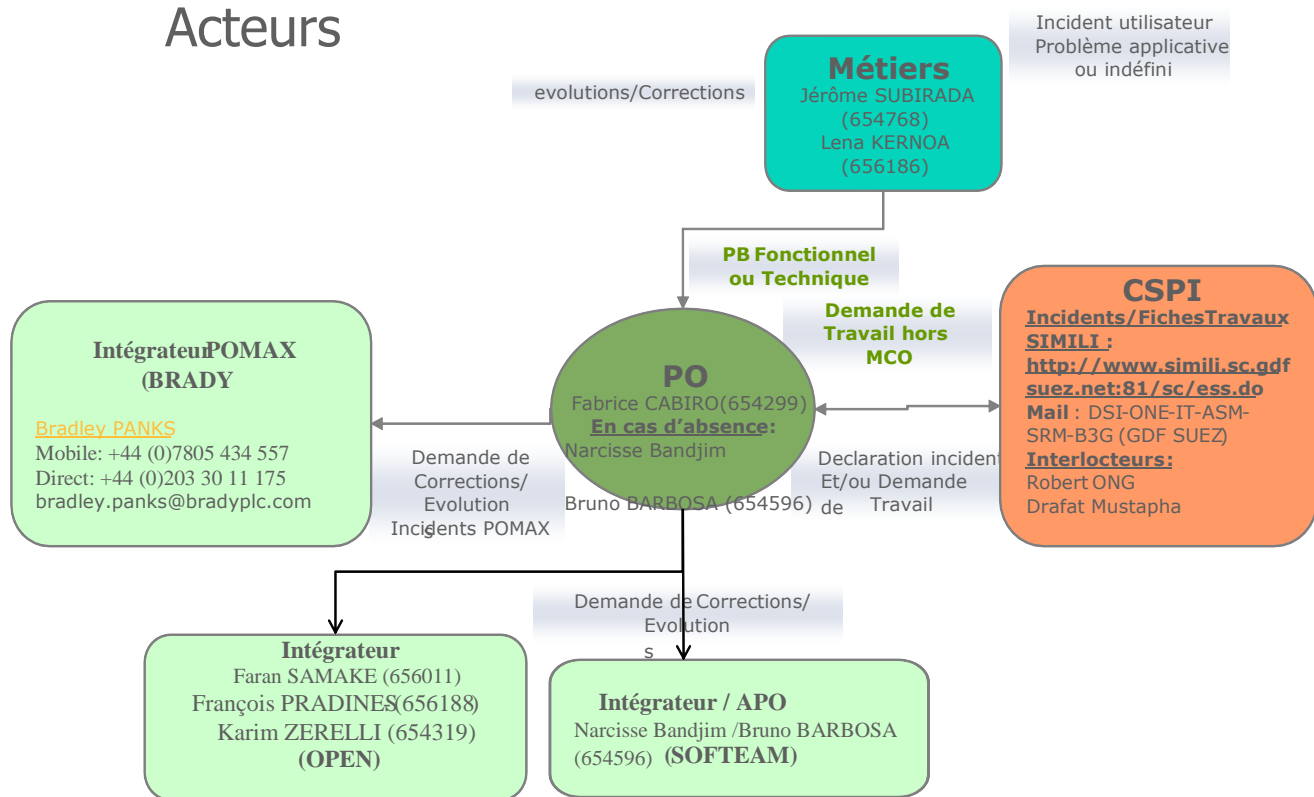 Acteurs
Incident utilisateur
Problème applicative
ou indéfini
evolutions/Corrections
Métiers
Jérôme SUBIRADA
(654768)
Lena KERNOA
(656186)
PB Fonctionnel
ou Technique
Demande de
Travail hors
MCO
CSPI
Incidents/FichesTravaux
SIMILI :
http://www.simili.sc.gdf
suez.net:81/sc/ess.do
Mail : DSI-ONE-IT-ASM-
SRM-B3G (GDF SUEZ)
Interlocteurs:
Robert ONG
Drafat Mustapha
IntégrateurPOMAX
(BRADY
Bradley PANKS
Mobile: +44 (0)7805 434 557
Direct: +44 (0)203 30 11 175
bradley.panks@bradyplc.com
PO
Fabrice CABIRO(654299)
En cas d’absence:
Narcisse Bandjim
Bruno BARBOSA (654596)
Demande de
Corrections/
Evolution
s
Incidents POMAX
Declaration incident
Et/ou Demande
de Travail
Demande de Corrections/
Evolution
s
Intégrateur
Faran SAMAKE (656011)
François PRADINES-(656188)
Karim ZERELLI (654319)
(OPEN)
Intégrateur / APO
Narcisse Bandjim /Bruno BARBOSA
(654596) (SOFTEAM)